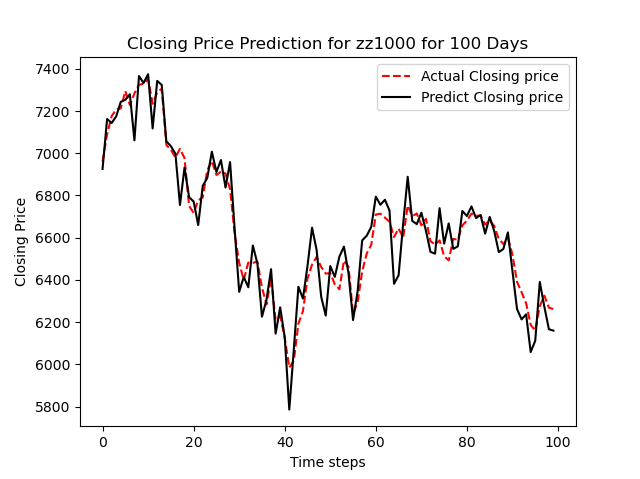 Closing Price Prediction for zz1000 for 100 Days
Actual Closing price
Predict Closing price
7400
7200
7000
6800
6600
6400
6200
6000
5800
Closing Price
0 20 40 60 80 100
Time steps